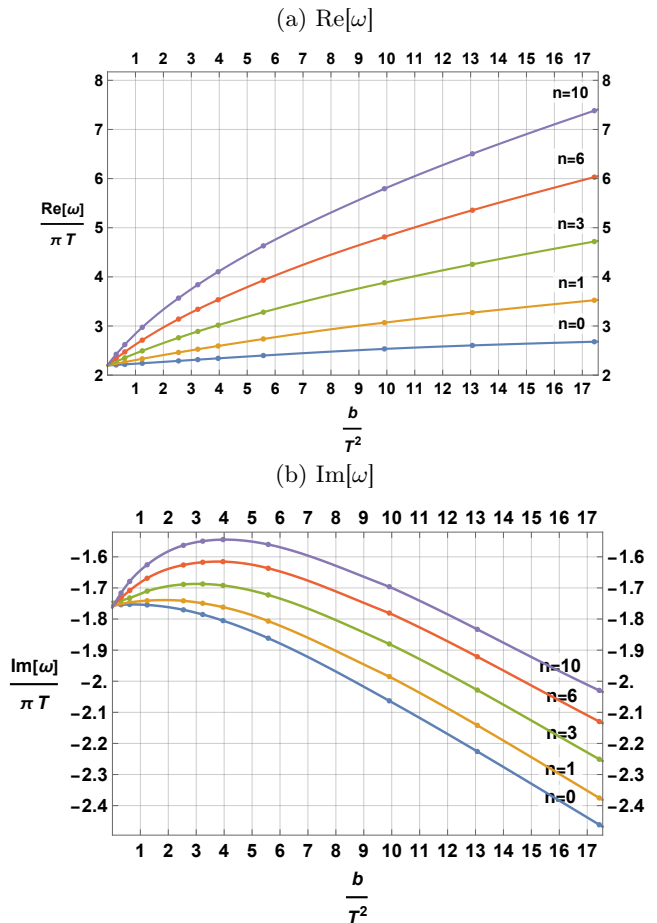 (a) Re[ω]
1 2 3 4 5 6 7 8 9 10 11 12 13 14 15 16 17
8 8
n=10
7 7
n=6
6 6
Re[ω]
π T
5 n=3 5
4 4
n=1
3 3
n=0
2 2
1 2 3 4 5 6 7 8 9 10 11 12 13 14 15 16 17
b
T²
(b) Im[ω]
1 2 3 4 5 6 7 8 9 10 11 12 13 14 15 16 17
−1.6 −1.6
−1.7 −1.7
−1.8 −1.8
−1.9 −1.9
Im[ω]
π T
n=10
−2. −2.
n=6
−2.1 −2.1
n=3
−2.2 −2.2
n=1
−2.3 −2.3
n=0
−2.4 −2.4
1 2 3 4 5 6 7 8 9 10 11 12 13 14 15 16 17
b
T²